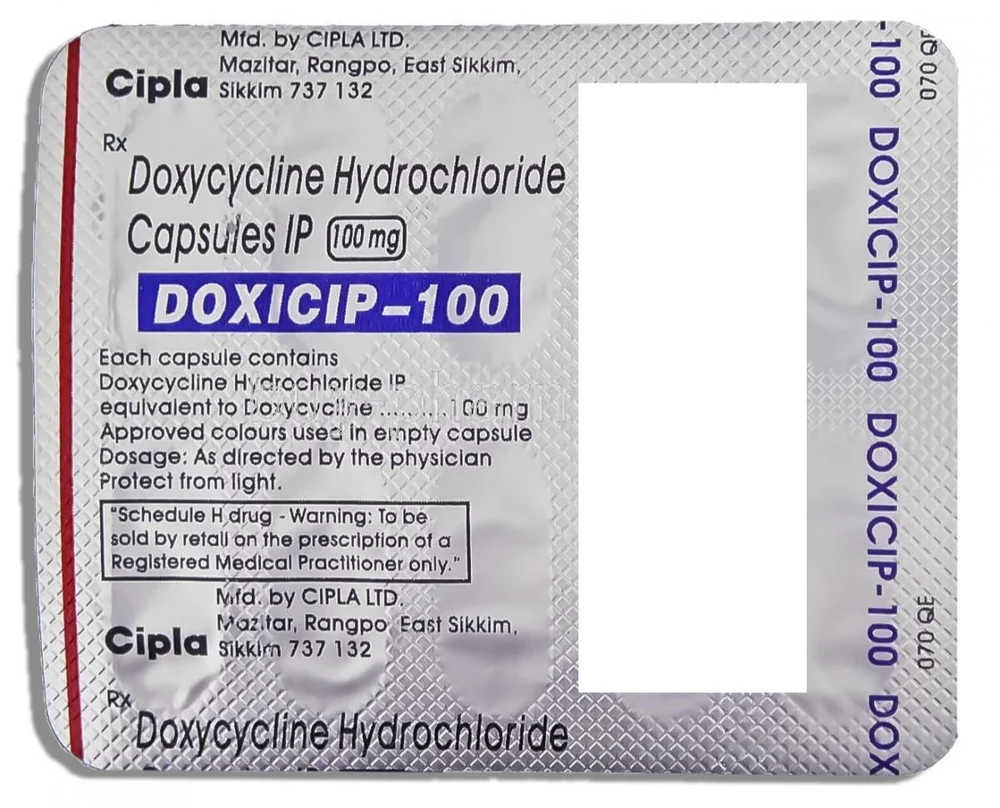 Mfd. by CIPLA LTD.
Mazitar, Rangpo, East Sikkim,
Cipla Sikkim 737 132
Rx
Doxycycline Hydrochloride
Capsules IP 100 mg
DOXICIP-100
Each capsule contains
Doxycycline Hydrochloride IP
equivalent to Doxycycline ..........100 mg
Approved colours used in empty capsule
Dosage: As directed by the physician
Protect from light.
"Schedule H drug - Warning: To be
sold by retail on the prescription of a
Registered Medical Practitioner only."
Mfd. by CIPLA LTD.
Mazitar, Rangpo East Sikkim,
Cipla Sikkim 737 132
Rx
Doxycycline Hydrochloride
-100 DOXICIP-100 DOXICIP-100 DOX
070 QE
070 QE